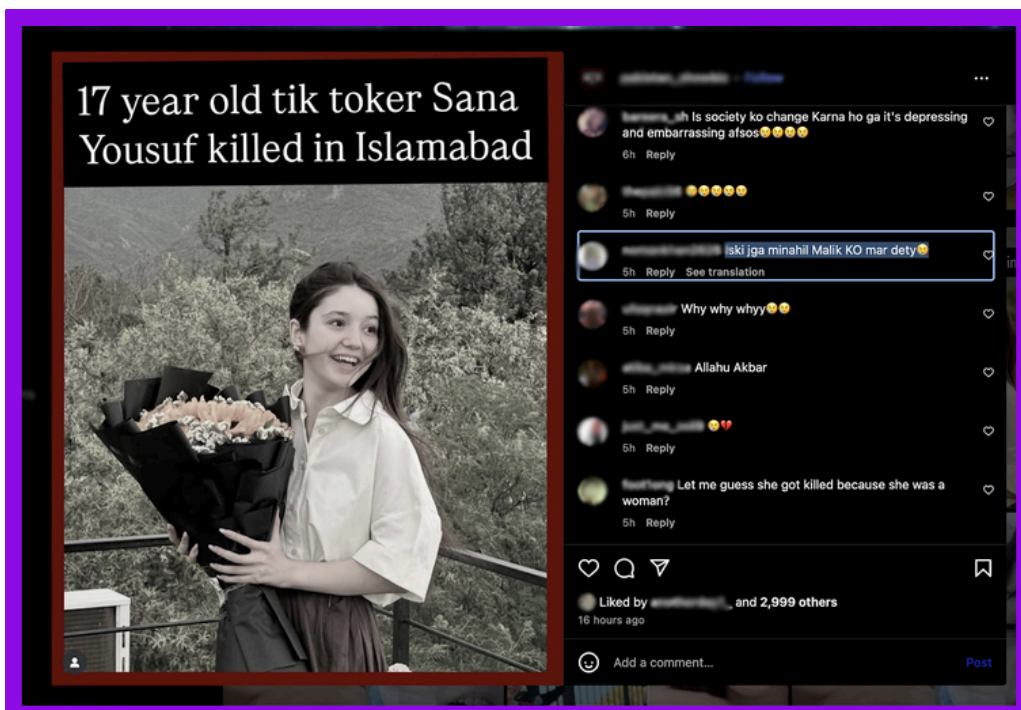 17 year old tik toker Sana
Yousuf killed in Islamabad
Follow
Is society ko change Karna ho ga it's depressing
and embarrassing afsos😢😢😢😢
6h Reply
😢😢😢😢😢
5h Reply
iski jga minahil Malik KO mar dety😢
5h Reply See translation
Why why whyy😢😢
5h Reply
Allahu Akbar
5h Reply
😢💔
5h Reply
Let me guess she got killed because she was a
woman?
5h Reply
Liked by and 2,999 others
16 hours ago
Add a comment... Post